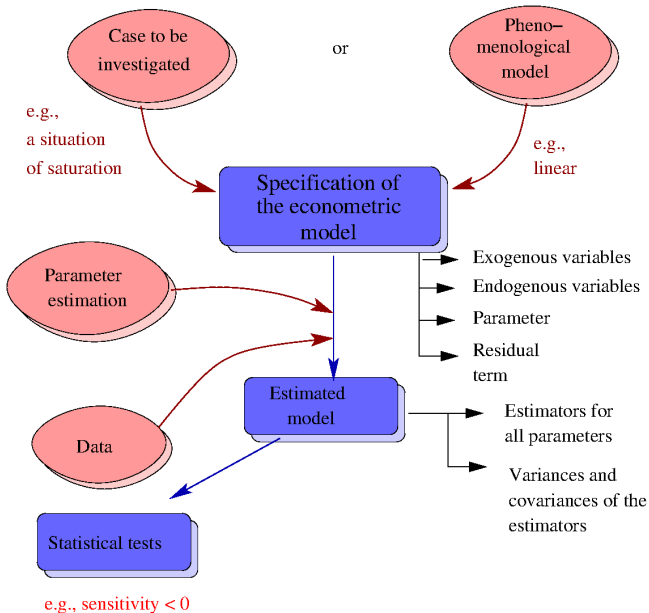 Case to be
investigated
or
Pheno–
menological
model
e.g.,
a situation
of saturation
e.g.,
linear
Specification of
the econometric
model
Exogenous variables
Endogenous variables
Parameter
Residual
term
Parameter
estimation
Estimated
model
Estimators for
all parameters
Variances and
covariances of the
estimators
Data
Statistical tests
e.g., sensitivity < 0